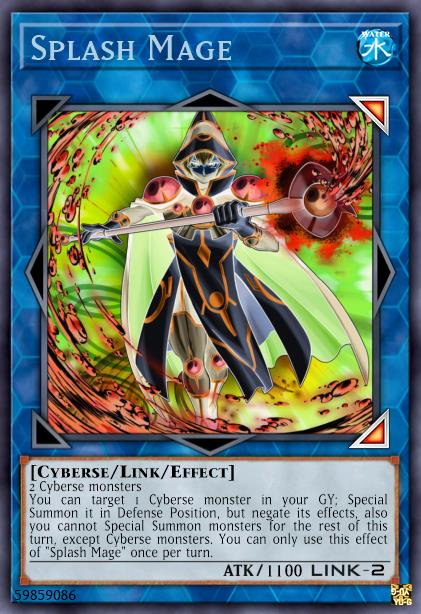 Splash Mage
WATER
水
[Cyberse/Link/Effect]
2 Cyberse monsters
You can target 1 Cyberse monster in your GY; Special
Summon it in Defense Position, but negate its effects, also
you cannot Special Summon monsters for the rest of this
turn, except Cyberse monsters. You can only use this effect
of "Splash Mage" once per turn.
ATK/1100 LINK-2
59859086